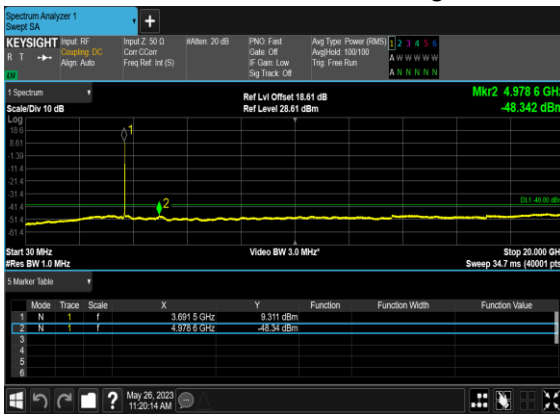 Spectrum Analyzer 1
Swept SA
KEYSIGHT Input: RF Input Z: 50 Ω #Atten: 20 dB PNO: Fast Avg Type: Power (RMS) 1 2 3 4 5 6
R T Coupling: DC Corr CCorr Gate: Off Avg|Hold: 100/100 A W W W W W
Align: Auto Freq Ref: Int (S) IF Gain: Low Trig: Free Run
Sig Track: Off A N N N N N
LV
1 Spectrum Ref Lvl Offset 18.61 dB Mkr2 4.978 6 GHz
Scale/Div 10 dB Ref Level 28.61 dBm -48.342 dBm
Log
18.6
8.61
-1.39
-11.4
-21.4
-31.4
-41.4
-51.4
-61.4
1
2
DL1 -40.00 dBm
Start 30 MHz Video BW 3.0 MHz* Stop 20.000 GHz
#Res BW 1.0 MHz Sweep 34.7 ms (40001 pts)
5 Marker Table
Mode Trace Scale X Y Function Function Width Function Value
1 N 1 f 3.691 5 GHz 9.311 dBm
2 N 1 f 4.978 6 GHz -48.34 dBm
3
4
5
6
? May 26, 2023
11:20:14 AM